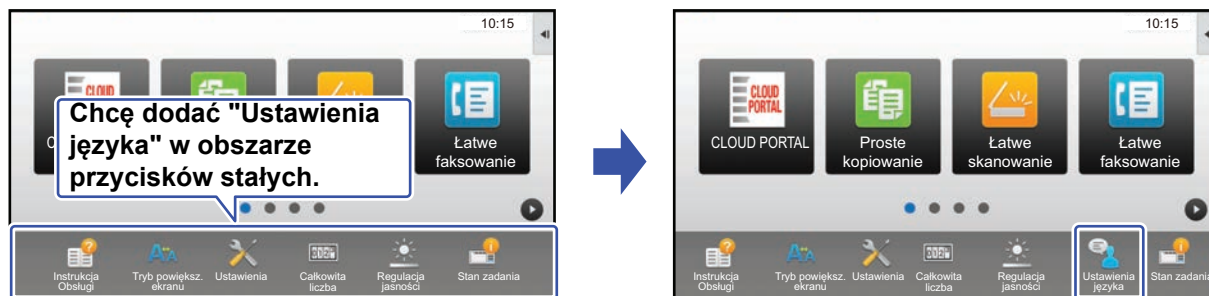 10:15
CLOUD
Chcę dodać "Ustawienia
języka" w obszarze
przycisków stałych.
Łatwe
faksowanie
Instrukcja
Obsługi
Tryb powiększ.
ekranu
Ustawienia
Całkowita
liczba
Regulacja
jasności
Stan zadania
10:15
CLOUD
PORTAL
CLOUD PORTAL
Proste
kopiowanie
Łatwe
skanowanie
Łatwe
faksowanie
Instrukcja
Obsługi
Tryb powiększ.
ekranu
Ustawienia
Całkowita
liczba
Regulacja
jasności
Ustawienia
języka
Stan zadania